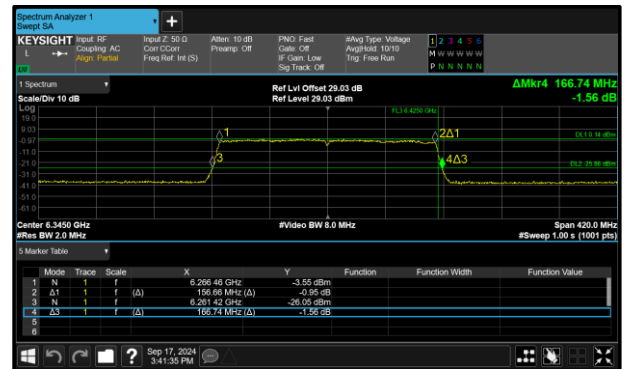 Spectrum Analyzer 1
Swept SA
+
KEYSIGHT Input: RF Input Z: 50 Ω Atten: 10 dB PNO: Fast #Avg Type: Voltage 1 2 3 4 5 6
L Coupling: AC Corr CCorr Preamp: Off Gate: Off Avg|Hold: 10/10 M W W W W W
Align: Partial Freq Ref: Int (S) IF Gain: Low Trig: Free Run
Sig Track: Off P N N N N N
1 Spectrum Ref Lvl Offset 29.03 dB ΔMkr4 166.74 MHz
Scale/Div 10 dB Ref Level 29.03 dBm -1.56 dB
Log
19.0 FL3 6.4250 GHz
9.03
-0.97 1 2Δ1 DL1 0.14 dBm
-11.0
-21.0 3 4Δ3 DL2 -25.86 dBm
-31.0
-41.0
-51.0
-61.0
Center 6.3450 GHz #Video BW 8.0 MHz Span 420.0 MHz
#Res BW 2.0 MHz #Sweep 1.00 s (1001 pts)
5 Marker Table
Mode Trace Scale X Y Function Function Width Function Value
1 N 1 f 6.266 46 GHz -3.55 dBm
2 Δ1 1 f (Δ) 156.66 MHz (Δ) -0.95 dB
3 N 1 f 6.261 42 GHz -26.05 dBm
4 Δ3 1 f (Δ) 166.74 MHz (Δ) -1.56 dB
5
6
? Sep 17, 2024
3:41:35 PM